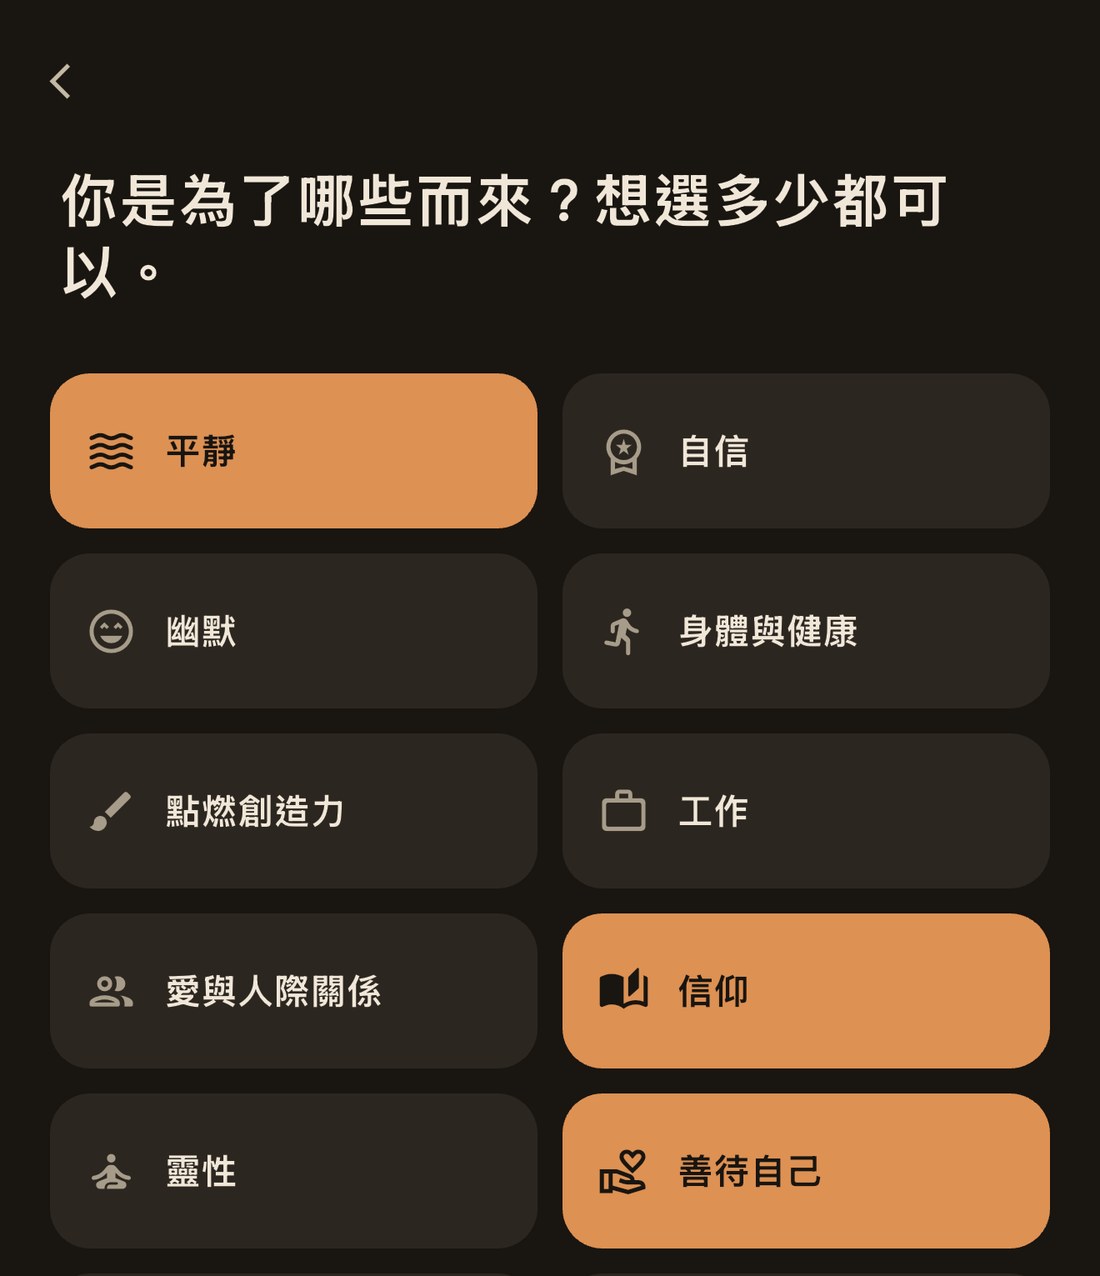 你是為了哪些而來？想選多少都可
以。
平靜
自信
幽默
身體與健康
點燃創造力
工作
愛與人際關係
信仰
靈性
善待自己